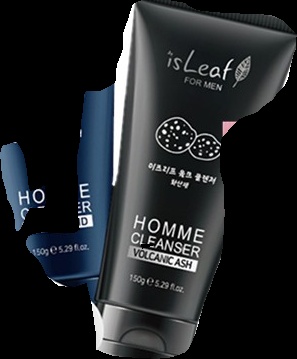 isLeaf
FOR MEN
이즈리프 옴므 클렌저
화산재
HOMME
CLEANSER
VOLCANIC ASH
150g ℮ 5.29 fl.oz.
HOMME
150g ℮ 5.29 fl.oz.